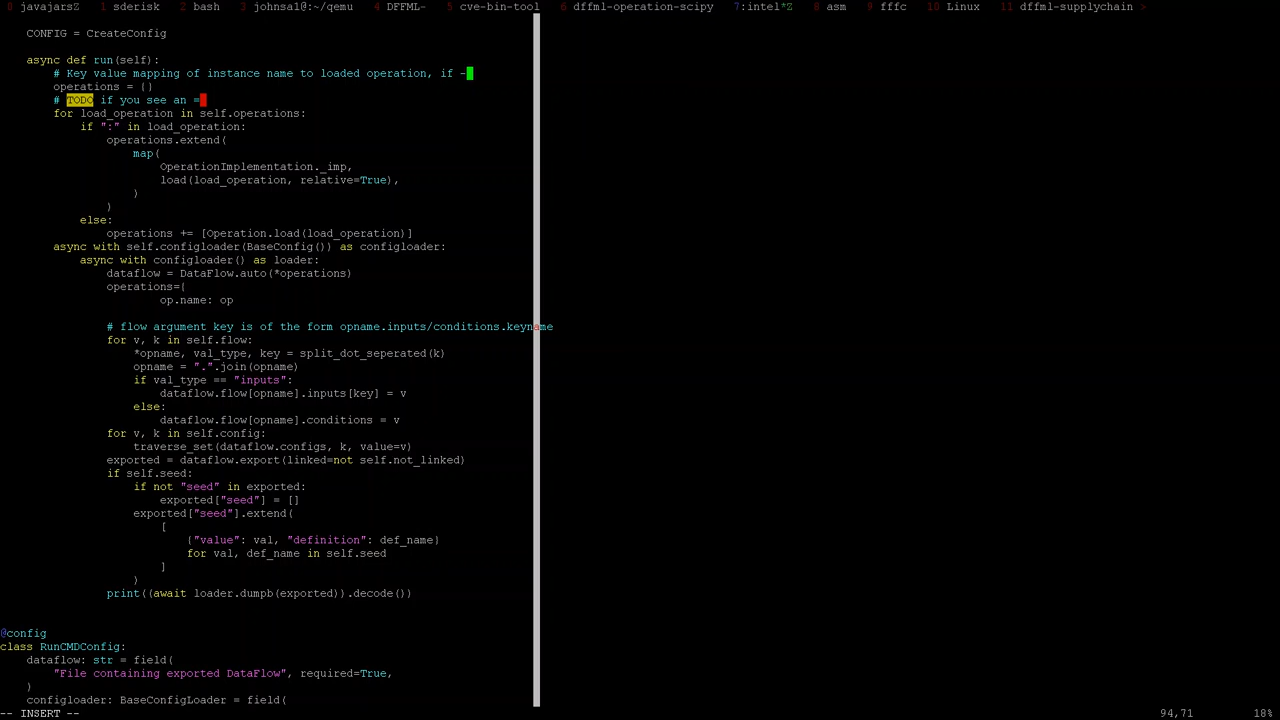 0 javajarsZ 1 sderisk 2 bash 3 johnsa1@:~/qemu 4 DFFML- 5 cve-bin-tool 6 dffml-operation-scipy 7:intel*Z 8 asm 9 fffc 10 Linux 11 dffml-supplychain >
CONFIG = CreateConfig
async def run(self):
# Key value mapping of instance name to loaded operation, if -
operations = {}
# TODO if you see an =
for load_operation in self.operations:
if ":" in load_operation:
operations.extend(
map(
OperationImplementation._imp,
load(load_operation, relative=True),
)
)
else:
operations += [Operation.load(load_operation)]
async with self.configloader(BaseConfig()) as configloader:
async with configloader() as loader:
dataflow = DataFlow.auto(*operations)
operations={
op.name: op
# flow argument key is of the form opname.inputs/conditions.keyname
for v, k in self.flow:
*opname, val_type, key = split_dot_seperated(k)
opname = ".".join(opname)
if val_type == "inputs":
dataflow.flow[opname].inputs[key] = v
else:
dataflow.flow[opname].conditions = v
for v, k in self.config:
traverse_set(dataflow.configs, k, value=v)
exported = dataflow.export(linked=not self.not_linked)
if self.seed:
if not "seed" in exported:
exported["seed"] = []
exported["seed"].extend(
[
{"value": val, "definition": def_name}
for val, def_name in self.seed
]
)
print((await loader.dumpb(exported)).decode())
@config
class RunCMDConfig:
dataflow: str = field(
"File containing exported DataFlow", required=True,
)
configloader: BaseConfigLoader = field(
-- INSERT -- 94,71 18%